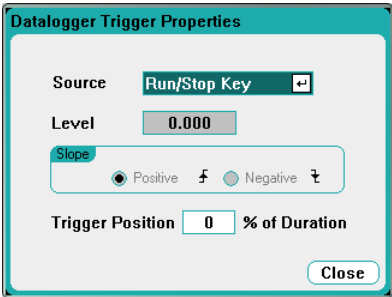 Datalogger Trigger Properties
Source Run/Stop Key
Level 0.000
Slope
Positive Negative
Trigger Position 0 % of Duration
Close